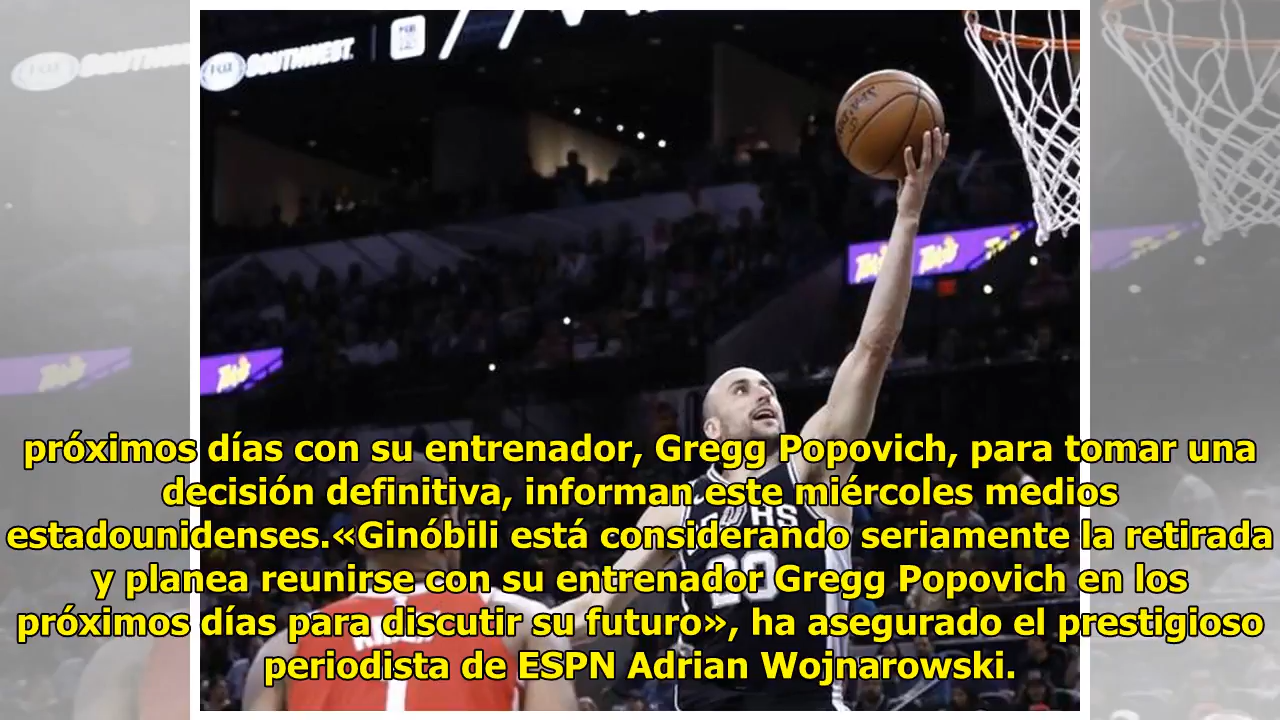 FOX SOUTHWEST
próximos días con su entrenador, Gregg Popovich, para tomar una
decisión definitiva, informan este miércoles medios
estadounidenses.«Ginóbili está considerando seriamente la retirada
y planea reunirse con su entrenador Gregg Popovich en los
próximos días para discutir su futuro», ha asegurado el prestigioso
periodista de ESPN Adrian Wojnarowski.